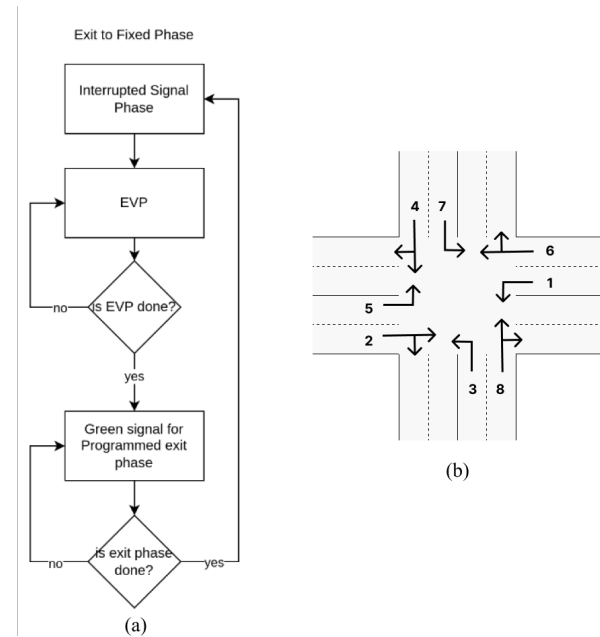 Exit to Fixed Phase
Interrupted Signal
Phase
EVP
is EVP done?
no
yes
Green signal for
Programmed exit
phase
is exit phase
done?
no
yes
(a)
4 7
6
1
5
2
3 8
(b)